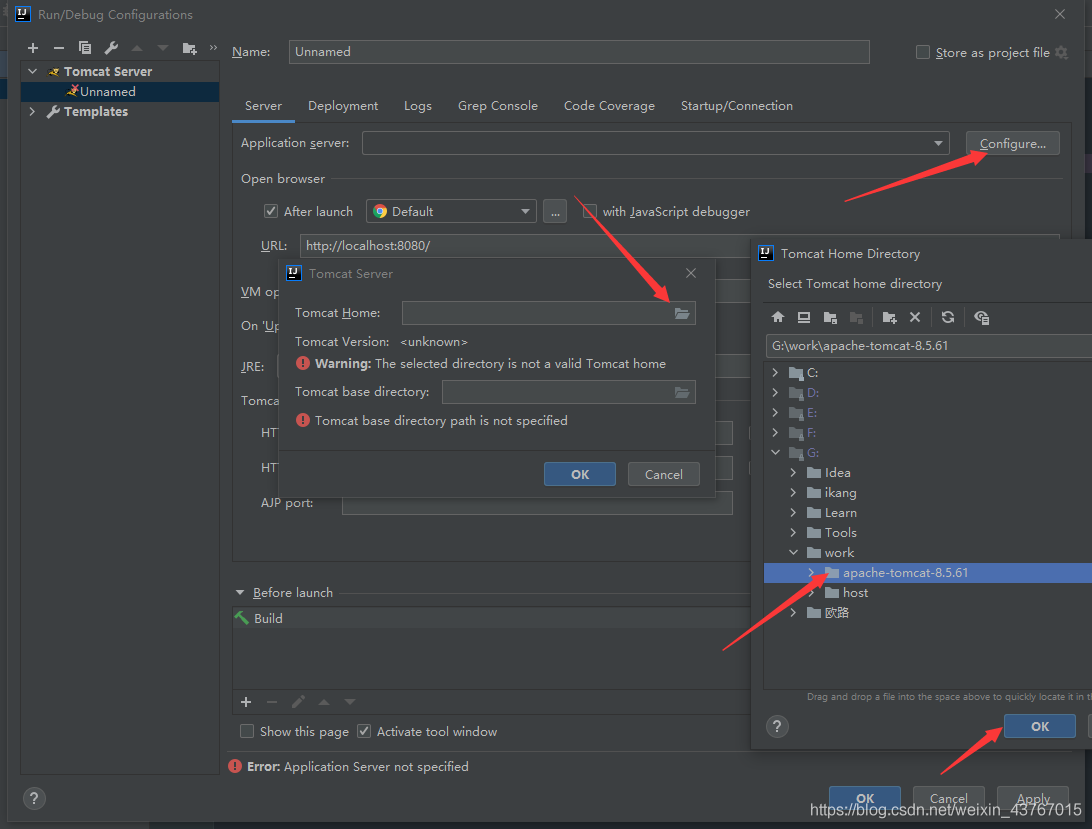 Run/Debug Configurations
Name: Unnamed Store as project file
Tomcat Server
Unnamed
Templates
Server Deployment Logs Grep Console Code Coverage Startup/Connection
Application server: Configure...
Open browser
After launch Default ... with JavaScript debugger
URL: http://localhost:8080/
VM op
On 'Up
JRE:
Tomca
HT
HT
AJP port:
Tomcat Server
Tomcat Home:
Tomcat Version: <unknown>
Warning: The selected directory is not a valid Tomcat home
Tomcat base directory:
Tomcat base directory path is not specified
OK Cancel
Tomcat Home Directory
Select Tomcat home directory
G:\work\apache-tomcat-8.5.61
C:
D:
E:
F:
G:
Idea
ikang
Learn
Tools
work
apache-tomcat-8.5.61
host
欧路
Drag and drop a file into the space above to quickly locate it in t
? OK
Before launch
Build
Show this page Activate tool window
Error: Application Server not specified
? OK Cancel Apply
https://blog.csdn.net/weixin_43767015